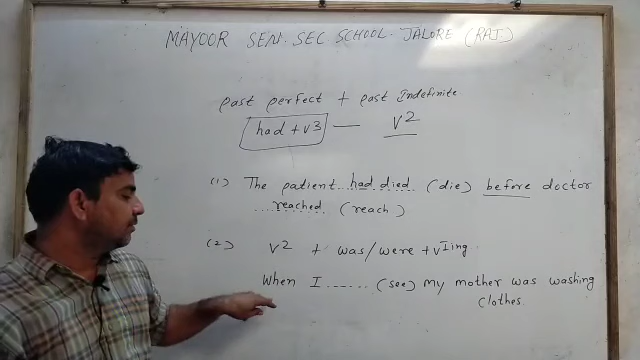 MAYOOR SEN. SEC SCHOOL. JALORE (RAJ)
past perfect + past Indefinite
had + v3 — v2
(1) The patient had died (die) before doctor
reached (reach)
(2) v2 + was/were + vIing
When I ...... (see) my mother was washing
clothes